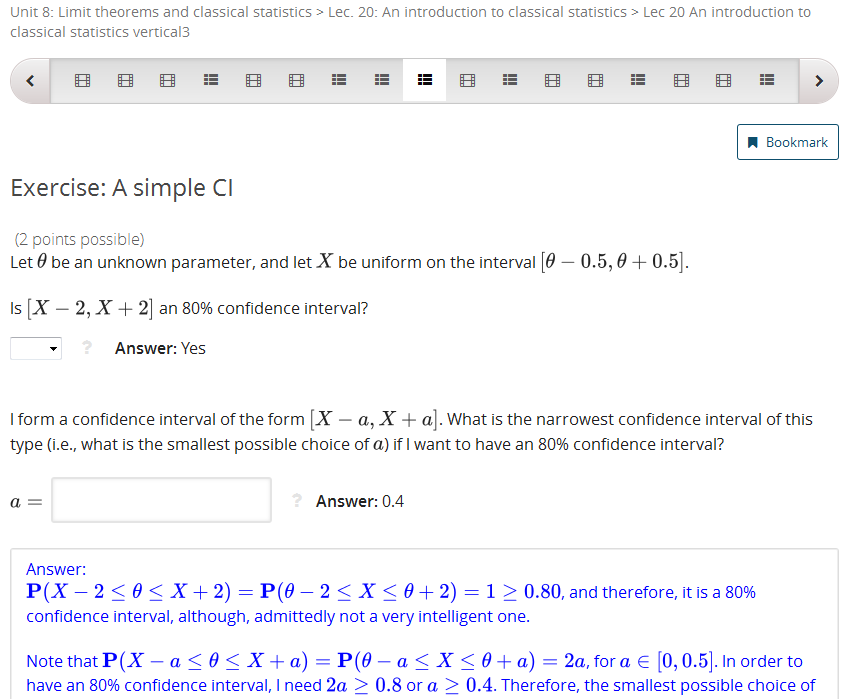 Unit 8: Limit theorems and classical statistics > Lec. 20: An introduction to classical statistics > Lec 20 An introduction to
classical statistics vertical3
Bookmark
Exercise: A simple CI
(2 points possible)
Let θ be an unknown parameter, and let X be uniform on the interval [θ − 0.5, θ + 0.5].
Is [X − 2, X + 2] an 80% confidence interval?
? Answer: Yes
I form a confidence interval of the form [X − a, X + a]. What is the narrowest confidence interval of this
type (i.e., what is the smallest possible choice of a) if I want to have an 80% confidence interval?
a = ? Answer: 0.4
Answer:
P(X − 2 ≤ θ ≤ X + 2) = P(θ − 2 ≤ X ≤ θ + 2) = 1 ≥ 0.80, and therefore, it is a 80%
confidence interval, although, admittedly not a very intelligent one.
Note that P(X − a ≤ θ ≤ X + a) = P(θ − a ≤ X ≤ θ + a) = 2a, for a ∈ [0, 0.5]. In order to
have an 80% confidence interval, I need 2a ≥ 0.8 or a ≥ 0.4. Therefore, the smallest possible choice of